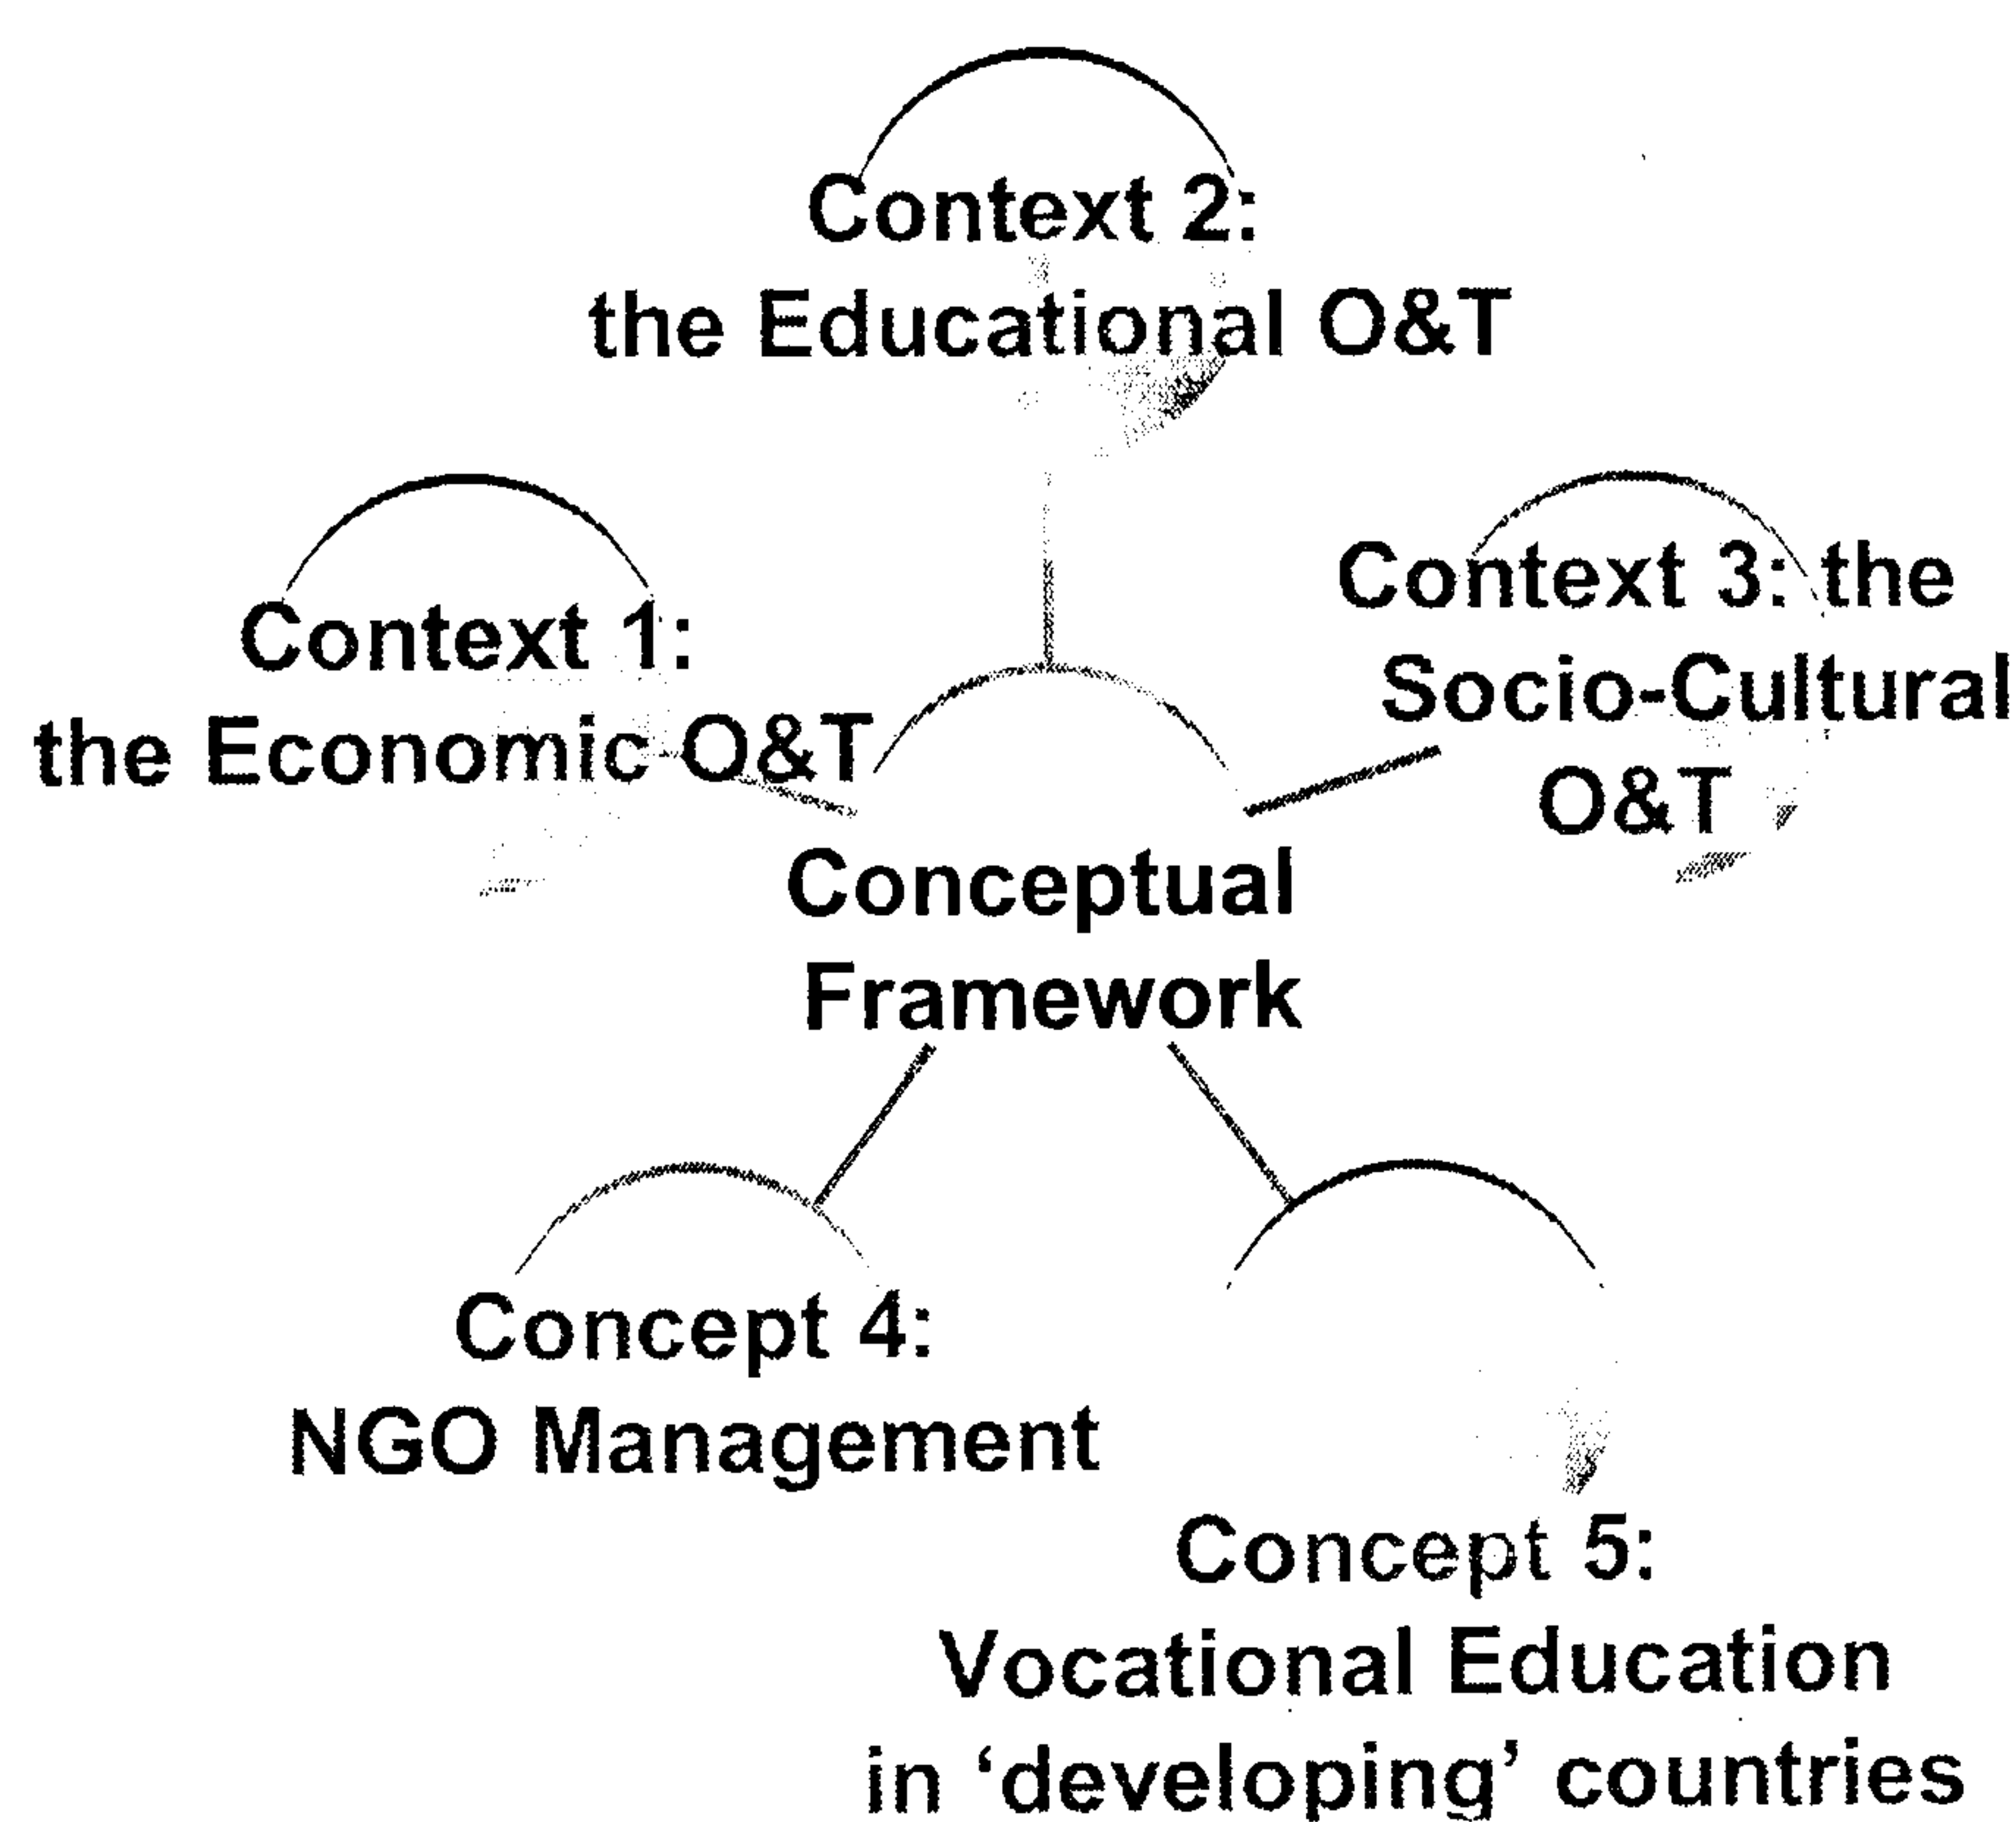 Context 2:
the Educational O&T
Context 1:
the Economic O&T
Context 3: the
Socio-Cultural
O&T
Conceptual
Framework
Concept 4:
NGO Management
Concept 5:
Vocational Education
in ‘developing’ countries